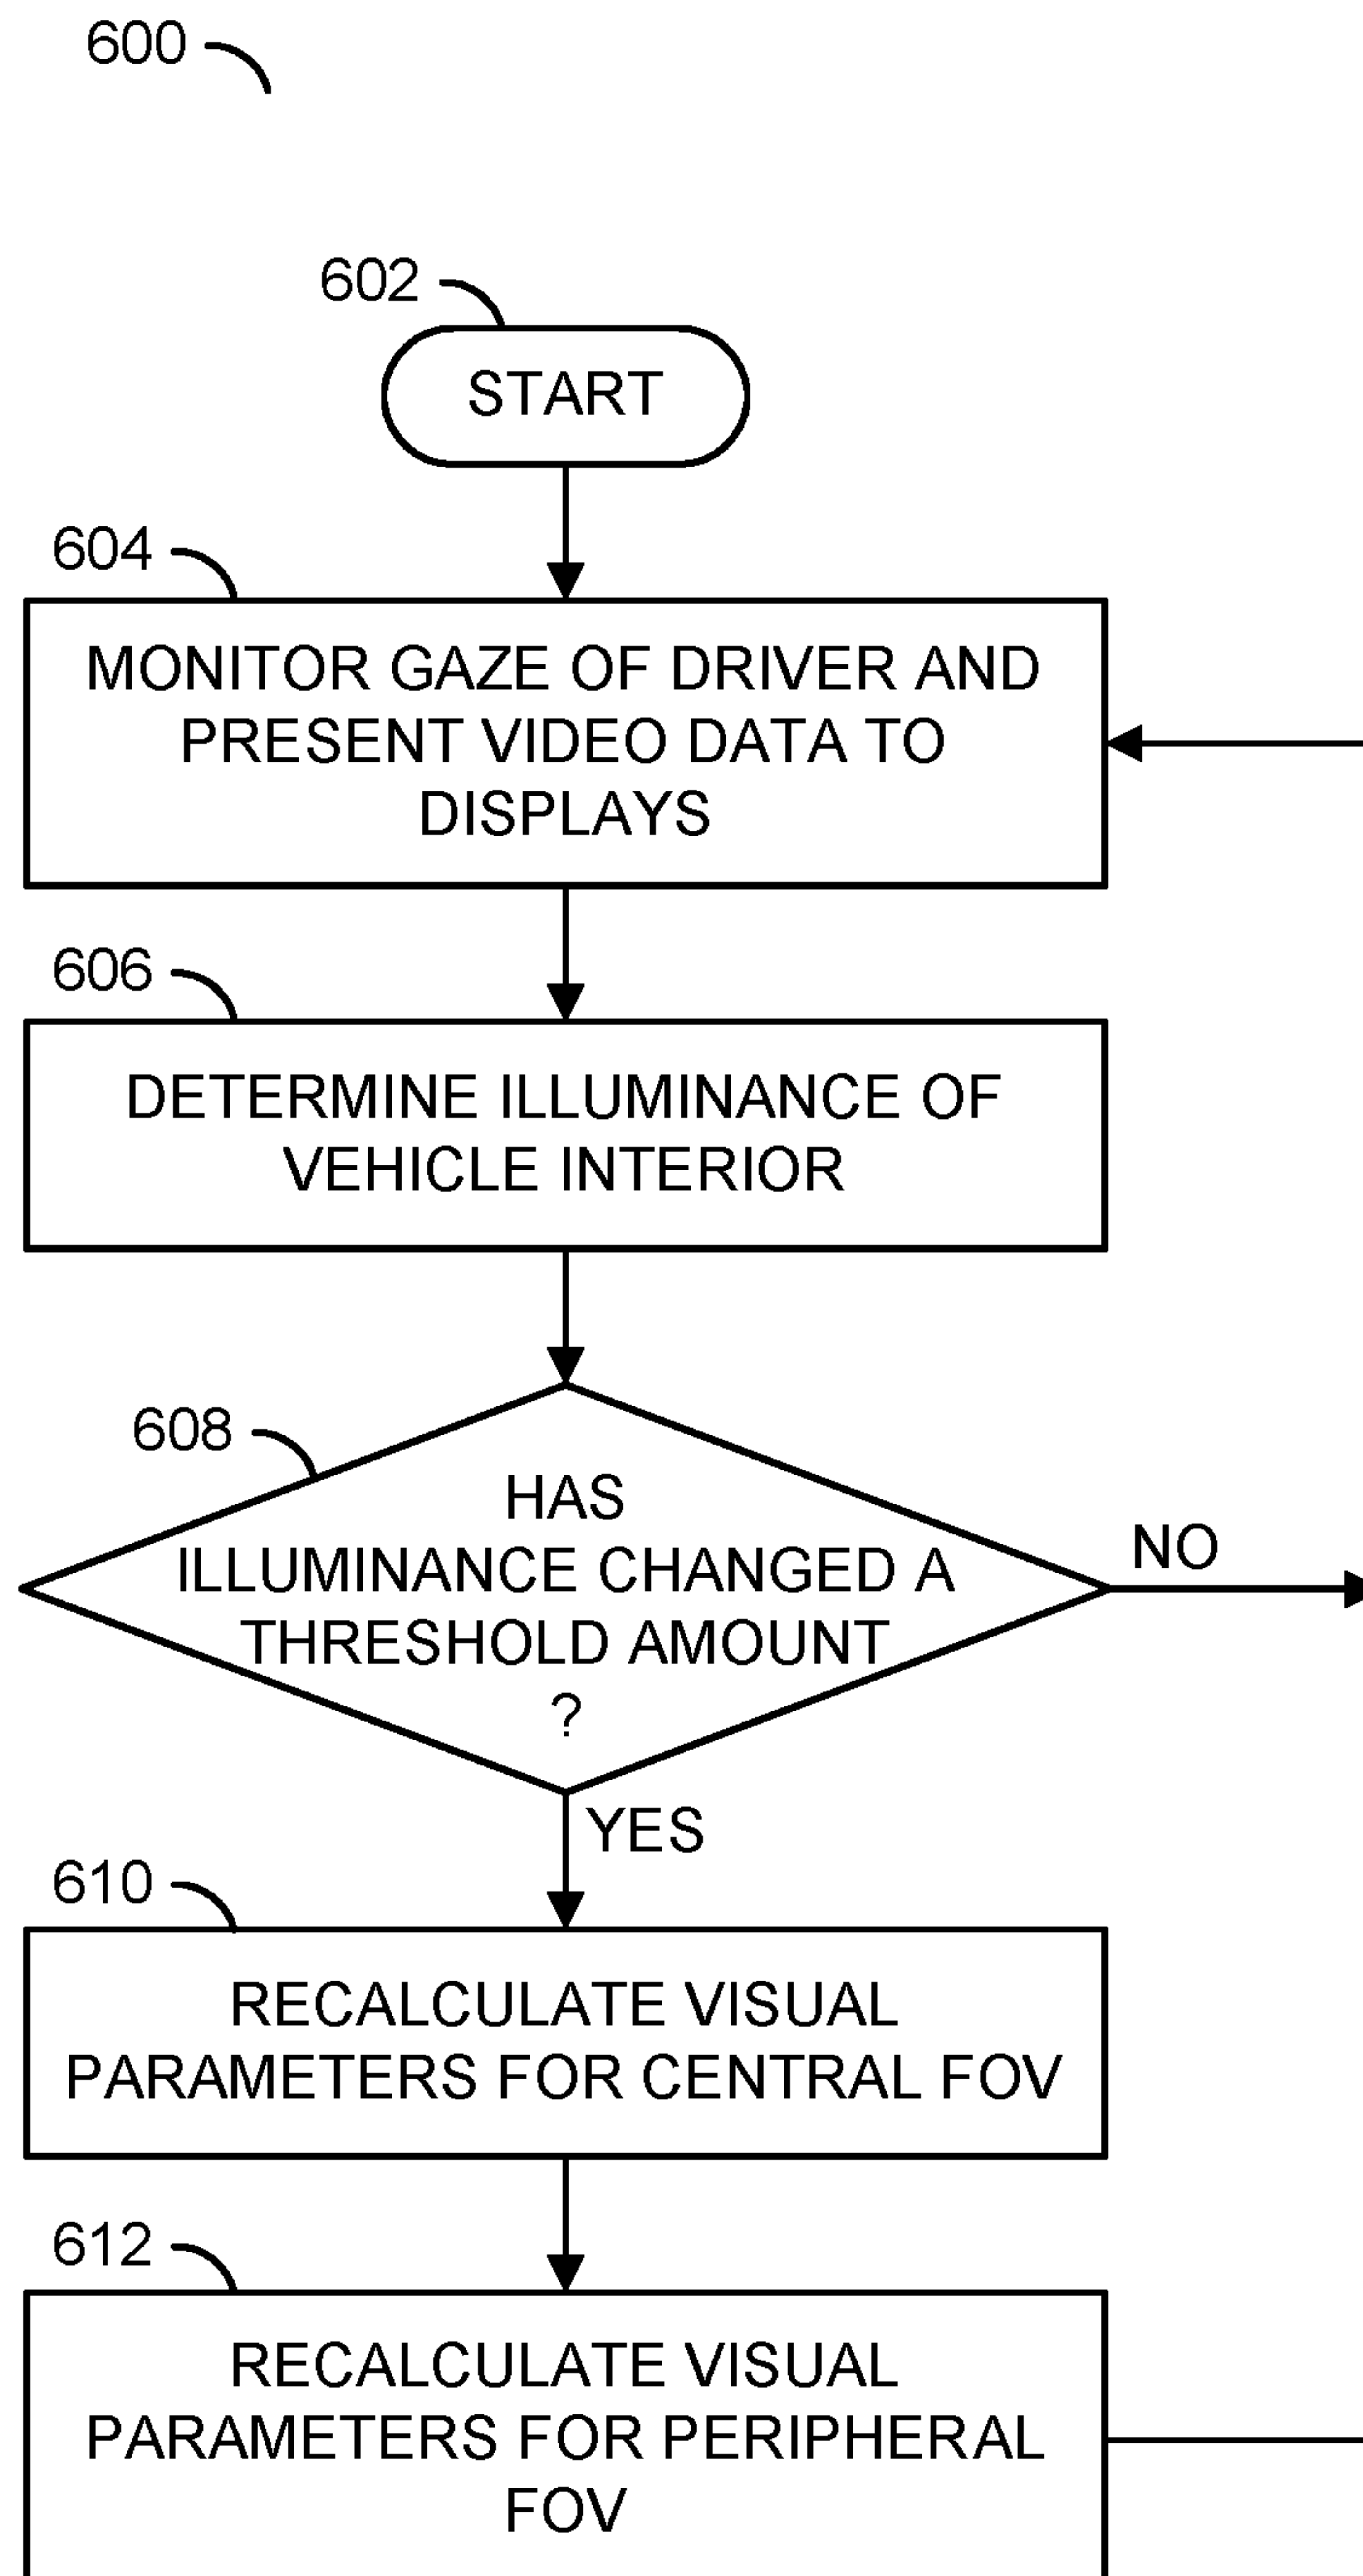 600
602
START
604
MONITOR GAZE OF DRIVER AND
PRESENT VIDEO DATA TO
DISPLAYS
606
DETERMINE ILLUMINANCE OF
VEHICLE INTERIOR
608
HAS
ILLUMINANCE CHANGED A
THRESHOLD AMOUNT
?
NO
YES
610
RECALCULATE VISUAL
PARAMETERS FOR CENTRAL FOV
612
RECALCULATE VISUAL
PARAMETERS FOR PERIPHERAL
FOV